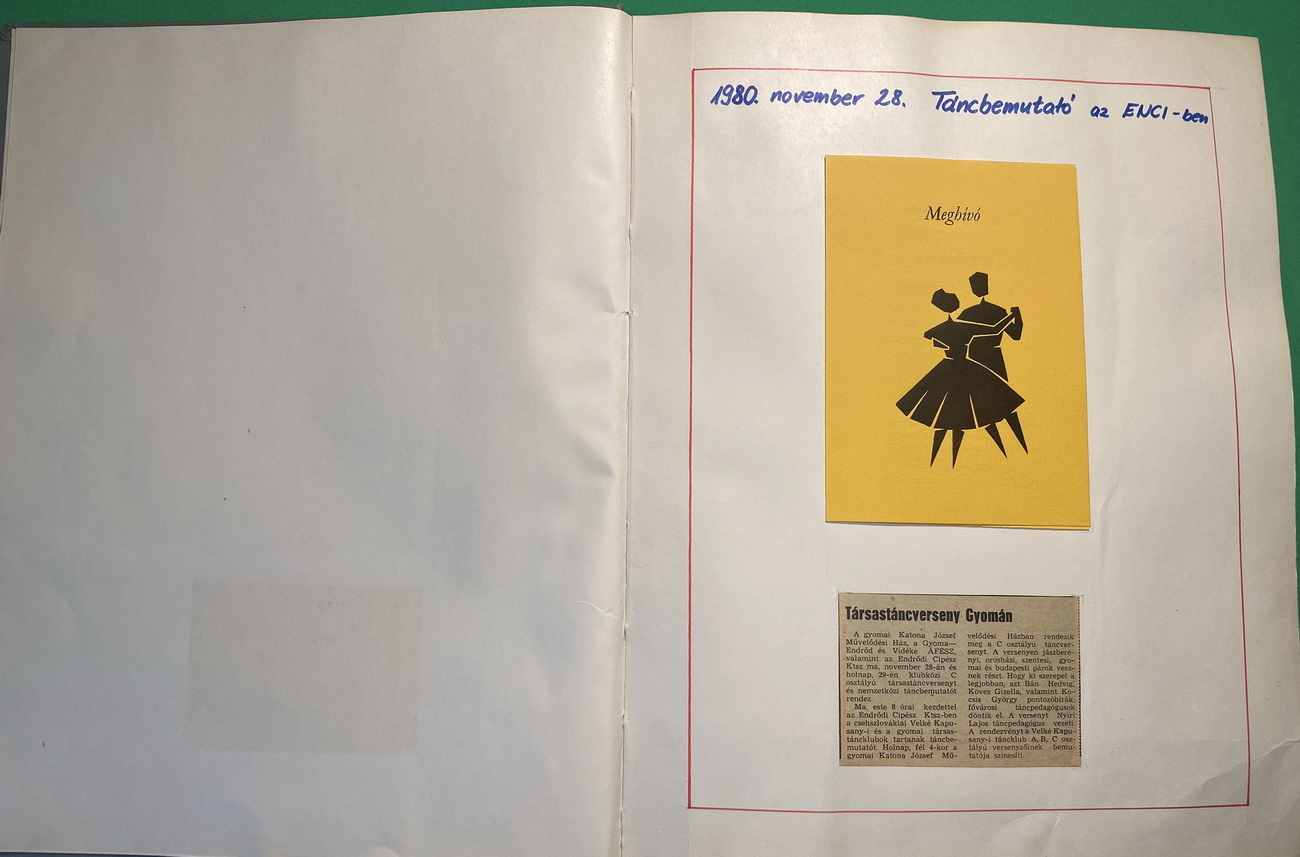 1980. november 28. Táncbemutató az ENCI-ben
Meghívó
Társastáncverseny Gyomán
A gyomai Katona József
Művelődési Ház, a Gyoma—
Endrőd és Vidéke ÁFÉSZ,
valamint az Endrődi Cipész
Ktsz ma, november 28-án és
holnap, 29-én klubközi C
osztályú társastáncversenyt
és nemzetközi táncbemutatót
rendez.
Ma, este 8 órai kezdettel
az Endrődi Cipész Ktsz-ben
a csehszlovákiai Velké Kapu-
sany-i és a gyomai társas-
táncklubok tartanak táncbe-
mutatót. Holnap, fél 4-kor a
gyomai Katona József Mű-
velődési Házban rendezik
meg a C osztályú táncver-
senyt. A versenyen jászberé-
nyi, orosházi, szentesi, gyo-
mai és budapesti párok vesz-
nek részt. Hogy ki szerepel a
legjobban, azt Bán Hedvig,
Köves Gizella, valamint Ko-
csis György pontozóbírák,
fővárosi táncpedagógusok
döntik el. A versenyt Nyíri
Lajos táncpedagógus vezeti.
A rendezvényt a Velké Kapu-
sany-i táncklub A, B, C osz-
tályú versenyzőinek bemu-
tatója színesíti.